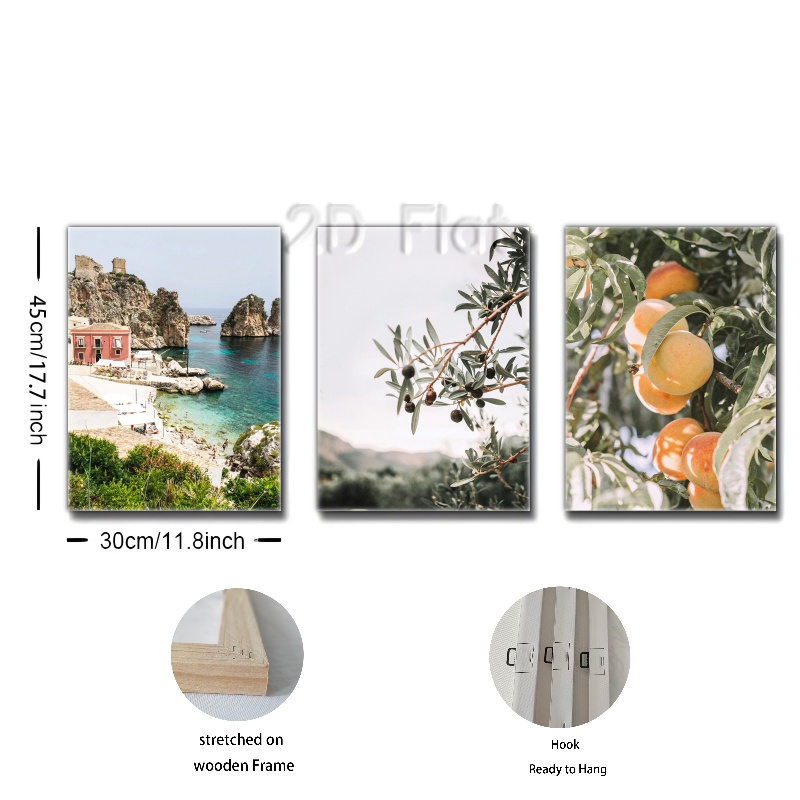 2D Flat
45cm/17.7inch
30cm/11.8inch
stretched on
wooden Frame
Hook
Ready to Hang